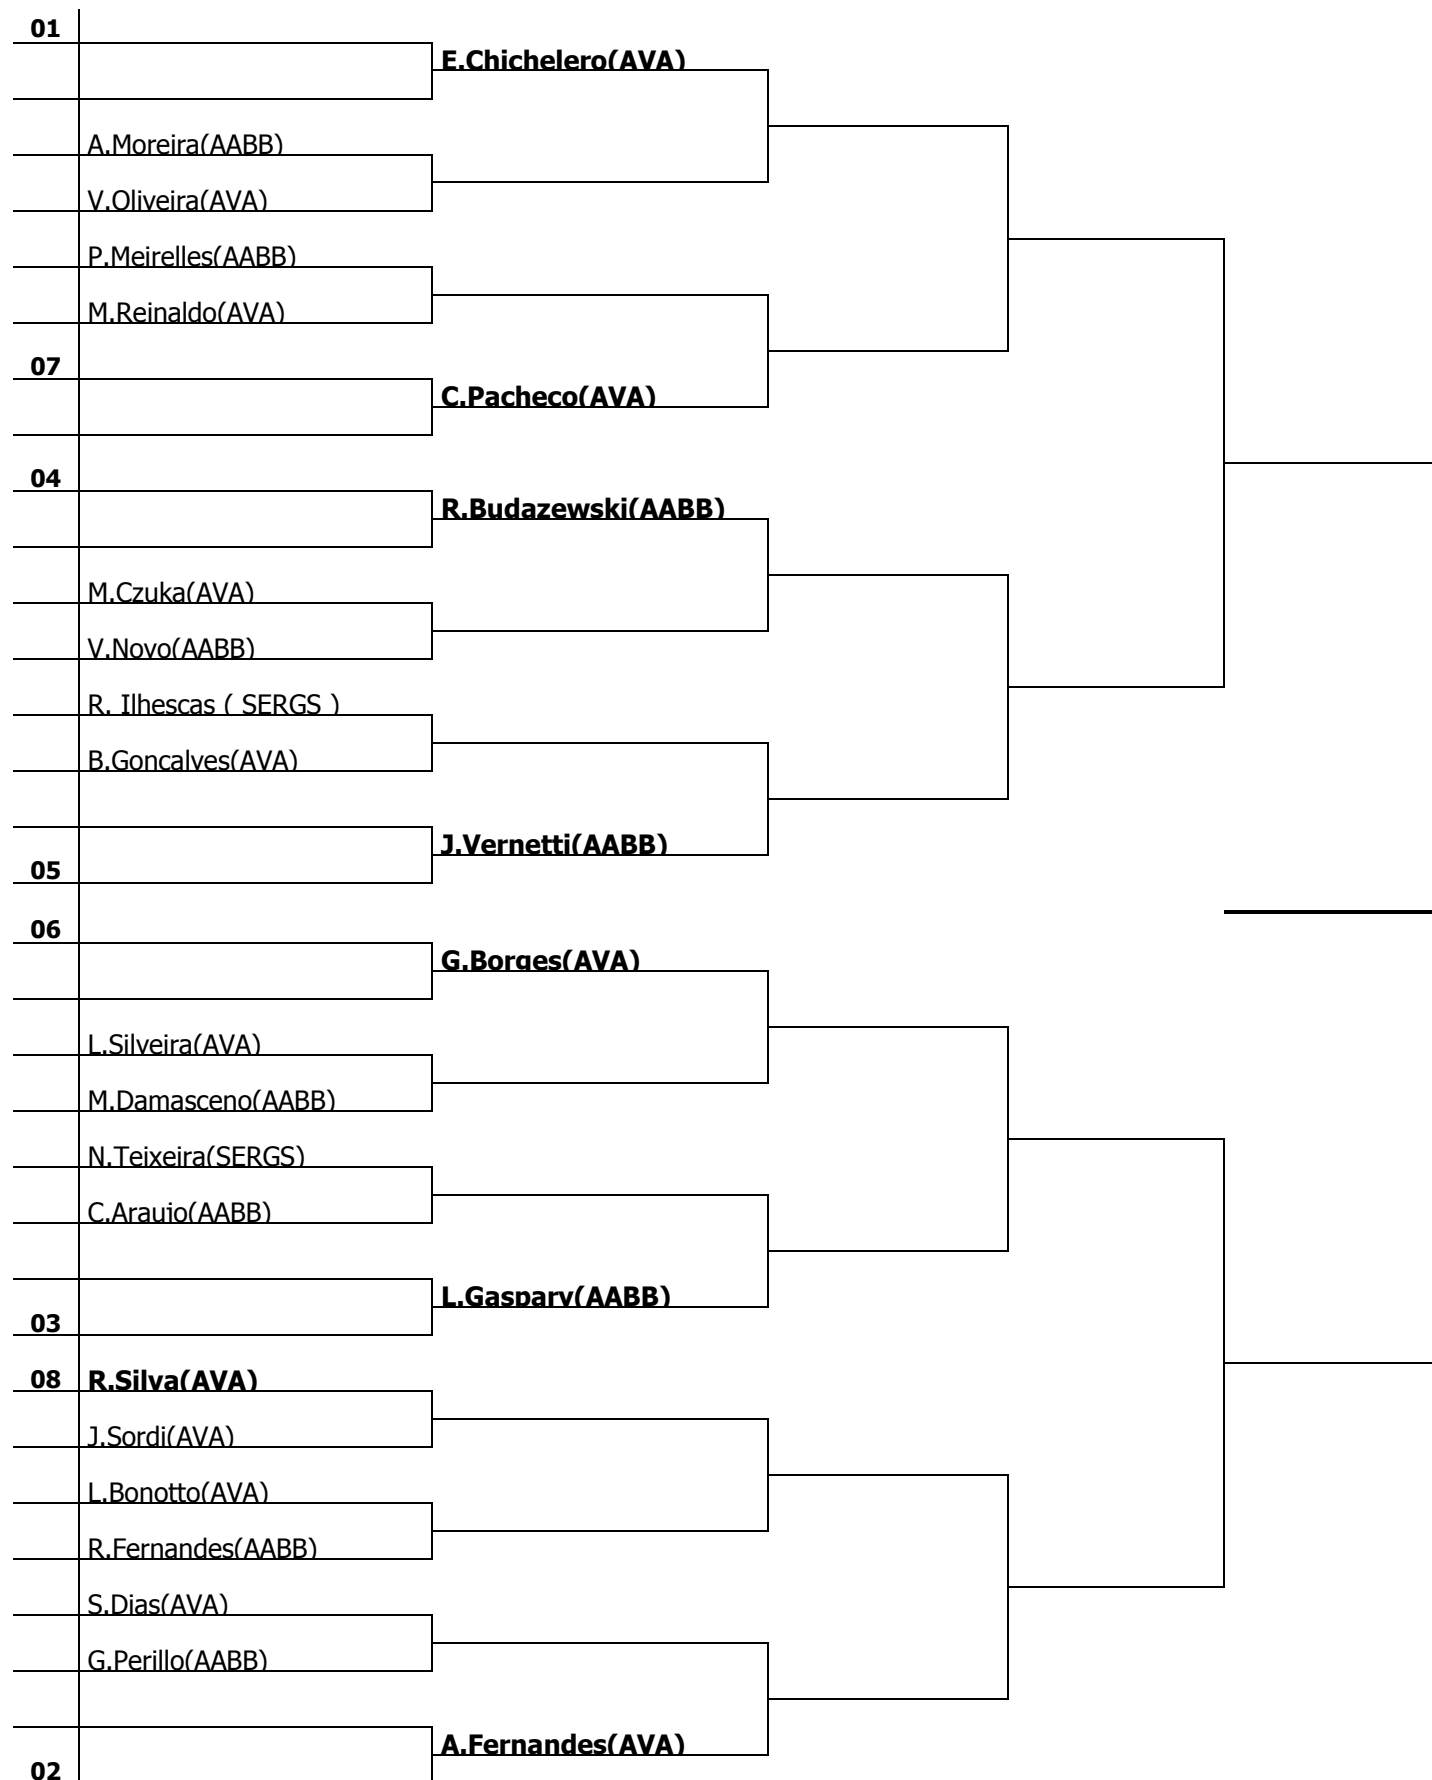 01
E.Chichelero(AVA)
A.Moreira(AABB)
V.Oliveira(AVA)
P.Meirelles(AABB)
M.Reinaldo(AVA)
07
C.Pacheco(AVA)
04
R.Budazewski(AABB)
M.Czuka(AVA)
V.Novo(AABB)
R. Ilhescas ( SERGS )
B.Goncalves(AVA)
J.Vernetti(AABB)
05
06
G.Borges(AVA)
L.Silveira(AVA)
M.Damasceno(AABB)
N.Teixeira(SERGS)
C.Araujo(AABB)
L.Gaspary(AABB)
03
08 R.Silva(AVA)
J.Sordi(AVA)
L.Bonotto(AVA)
R.Fernandes(AABB)
S.Dias(AVA)
G.Perillo(AABB)
A.Fernandes(AVA)
02